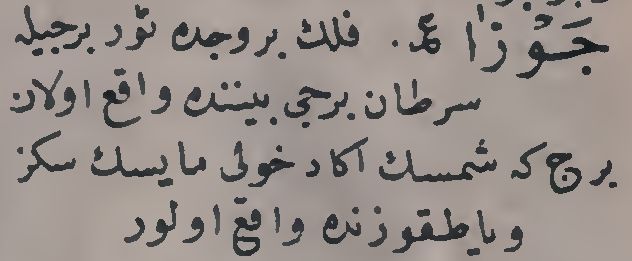 جَوْزَا عم. فلك بروجده ثور برجيله
سرطان برجى بيننده واقع اولان
برج كه شمسك اكا دخولى مايسك سكز
ويا طقوزنده واقع اولور